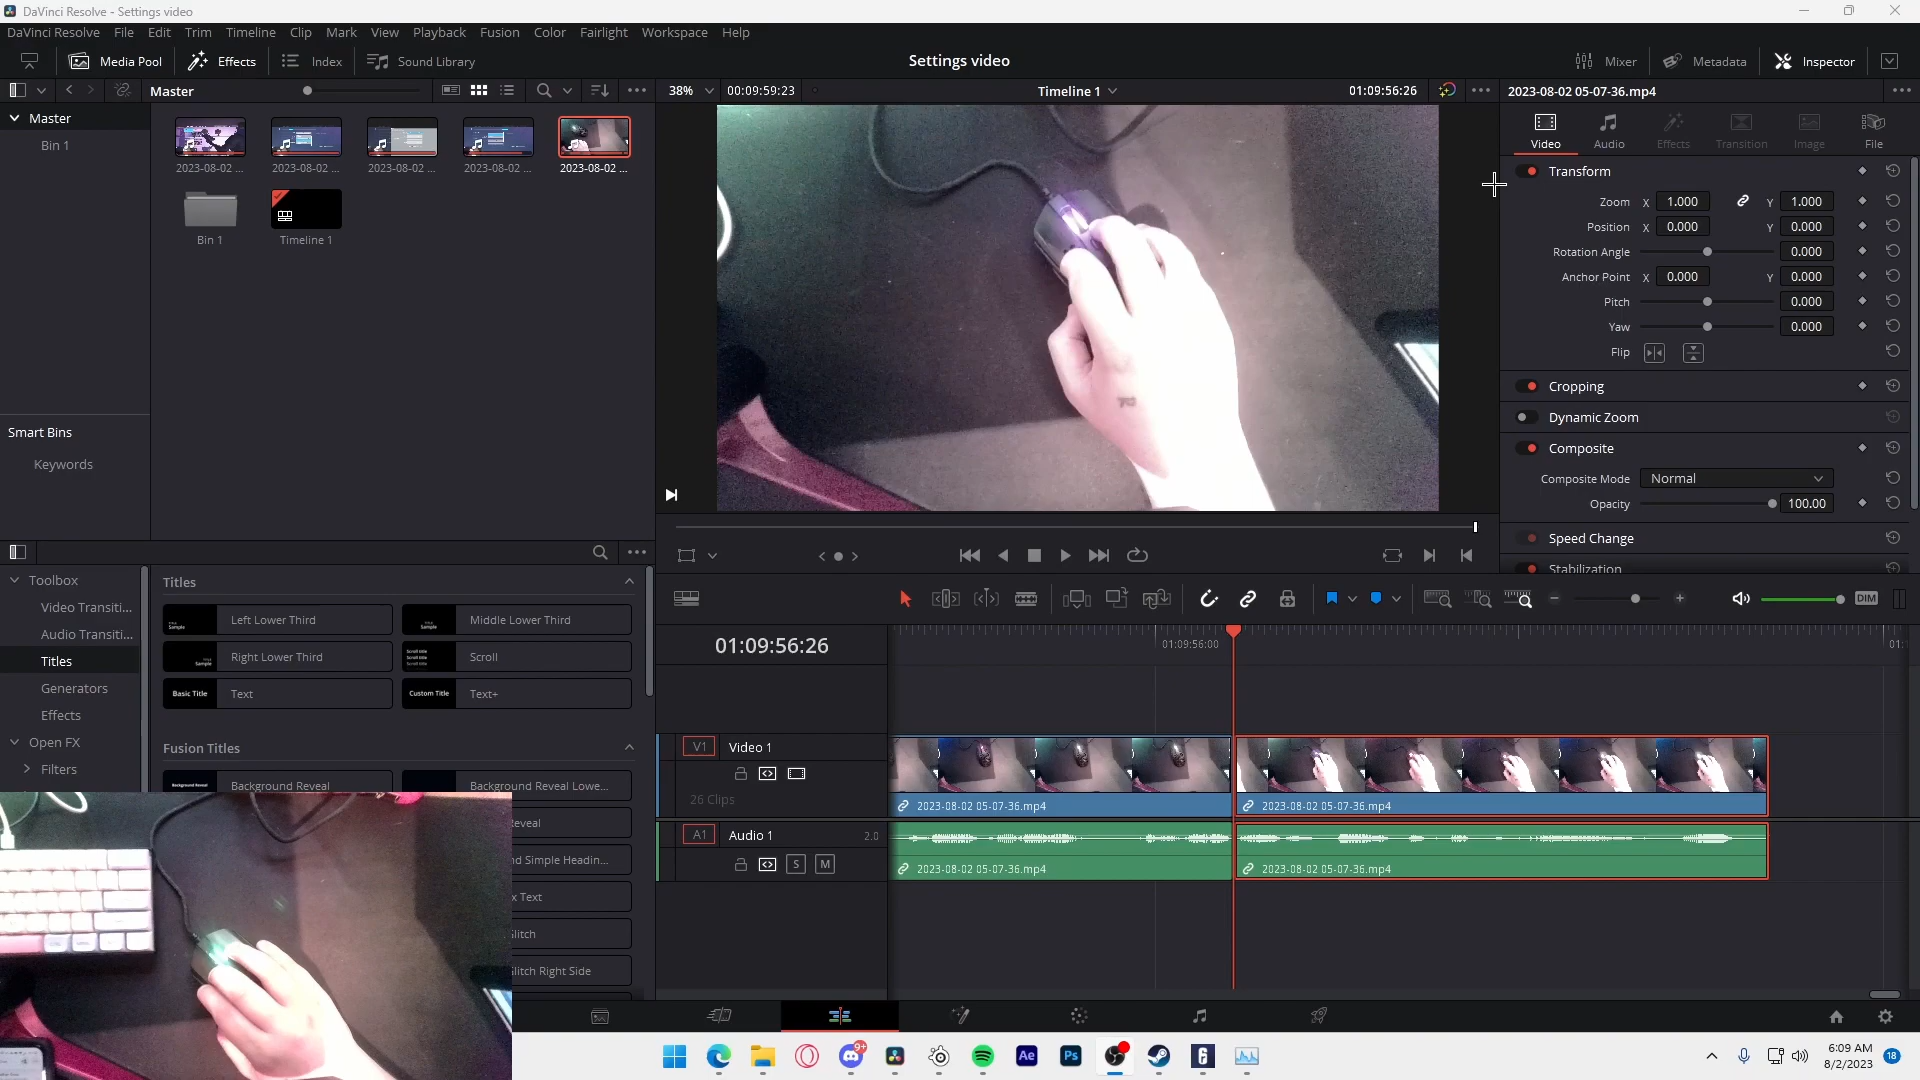 DaVinci Resolve - Settings video
DaVinci Resolve File Edit Trim Timeline Clip Mark View Playback Fusion Color Fairlight Workspace Help
Media Pool Effects Index Sound Library Settings video Mixer Metadata Inspector
Master 38% 00:09:59:23 Timeline 1 01:09:56:26 2023-08-02 05-07-36.mp4
Master
Bin 1
2023-08-02 ... 2023-08-02 ... 2023-08-02 ... 2023-08-02 ... 2023-08-02 ...
Bin 1 Timeline 1
Smart Bins
Keywords
Video Audio Effects Transition Image File
Transform
Zoom X 1.000 Y 1.000
Position X 0.000 Y 0.000
Rotation Angle 0.000
Anchor Point X 0.000 Y 0.000
Pitch 0.000
Yaw 0.000
Flip
Cropping
Dynamic Zoom
Composite
Composite Mode Normal
Opacity 100.00
Speed Change
Stabilization
Toolbox
Video Transiti...
Audio Transiti...
Titles
Generators
Effects
Open FX
Filters
Titles
Left Lower Third Middle Lower Third
Right Lower Third Scroll
Basic Title Text Custom Title Text+
Fusion Titles
Background Reveal Background Reveal Lowe...
eveal
nd Simple Headin...
x Text
litch
litch Right Side
DIM
01:09:56:26 01:09:56:00 01:
V1 Video 1
26 Clips
2023-08-02 05-07-36.mp4 2023-08-02 05-07-36.mp4
A1 Audio 1 2.0
S M
2023-08-02 05-07-36.mp4 2023-08-02 05-07-36.mp4
9+ Ae Ps 6
6:09 AM
8/2/2023
18